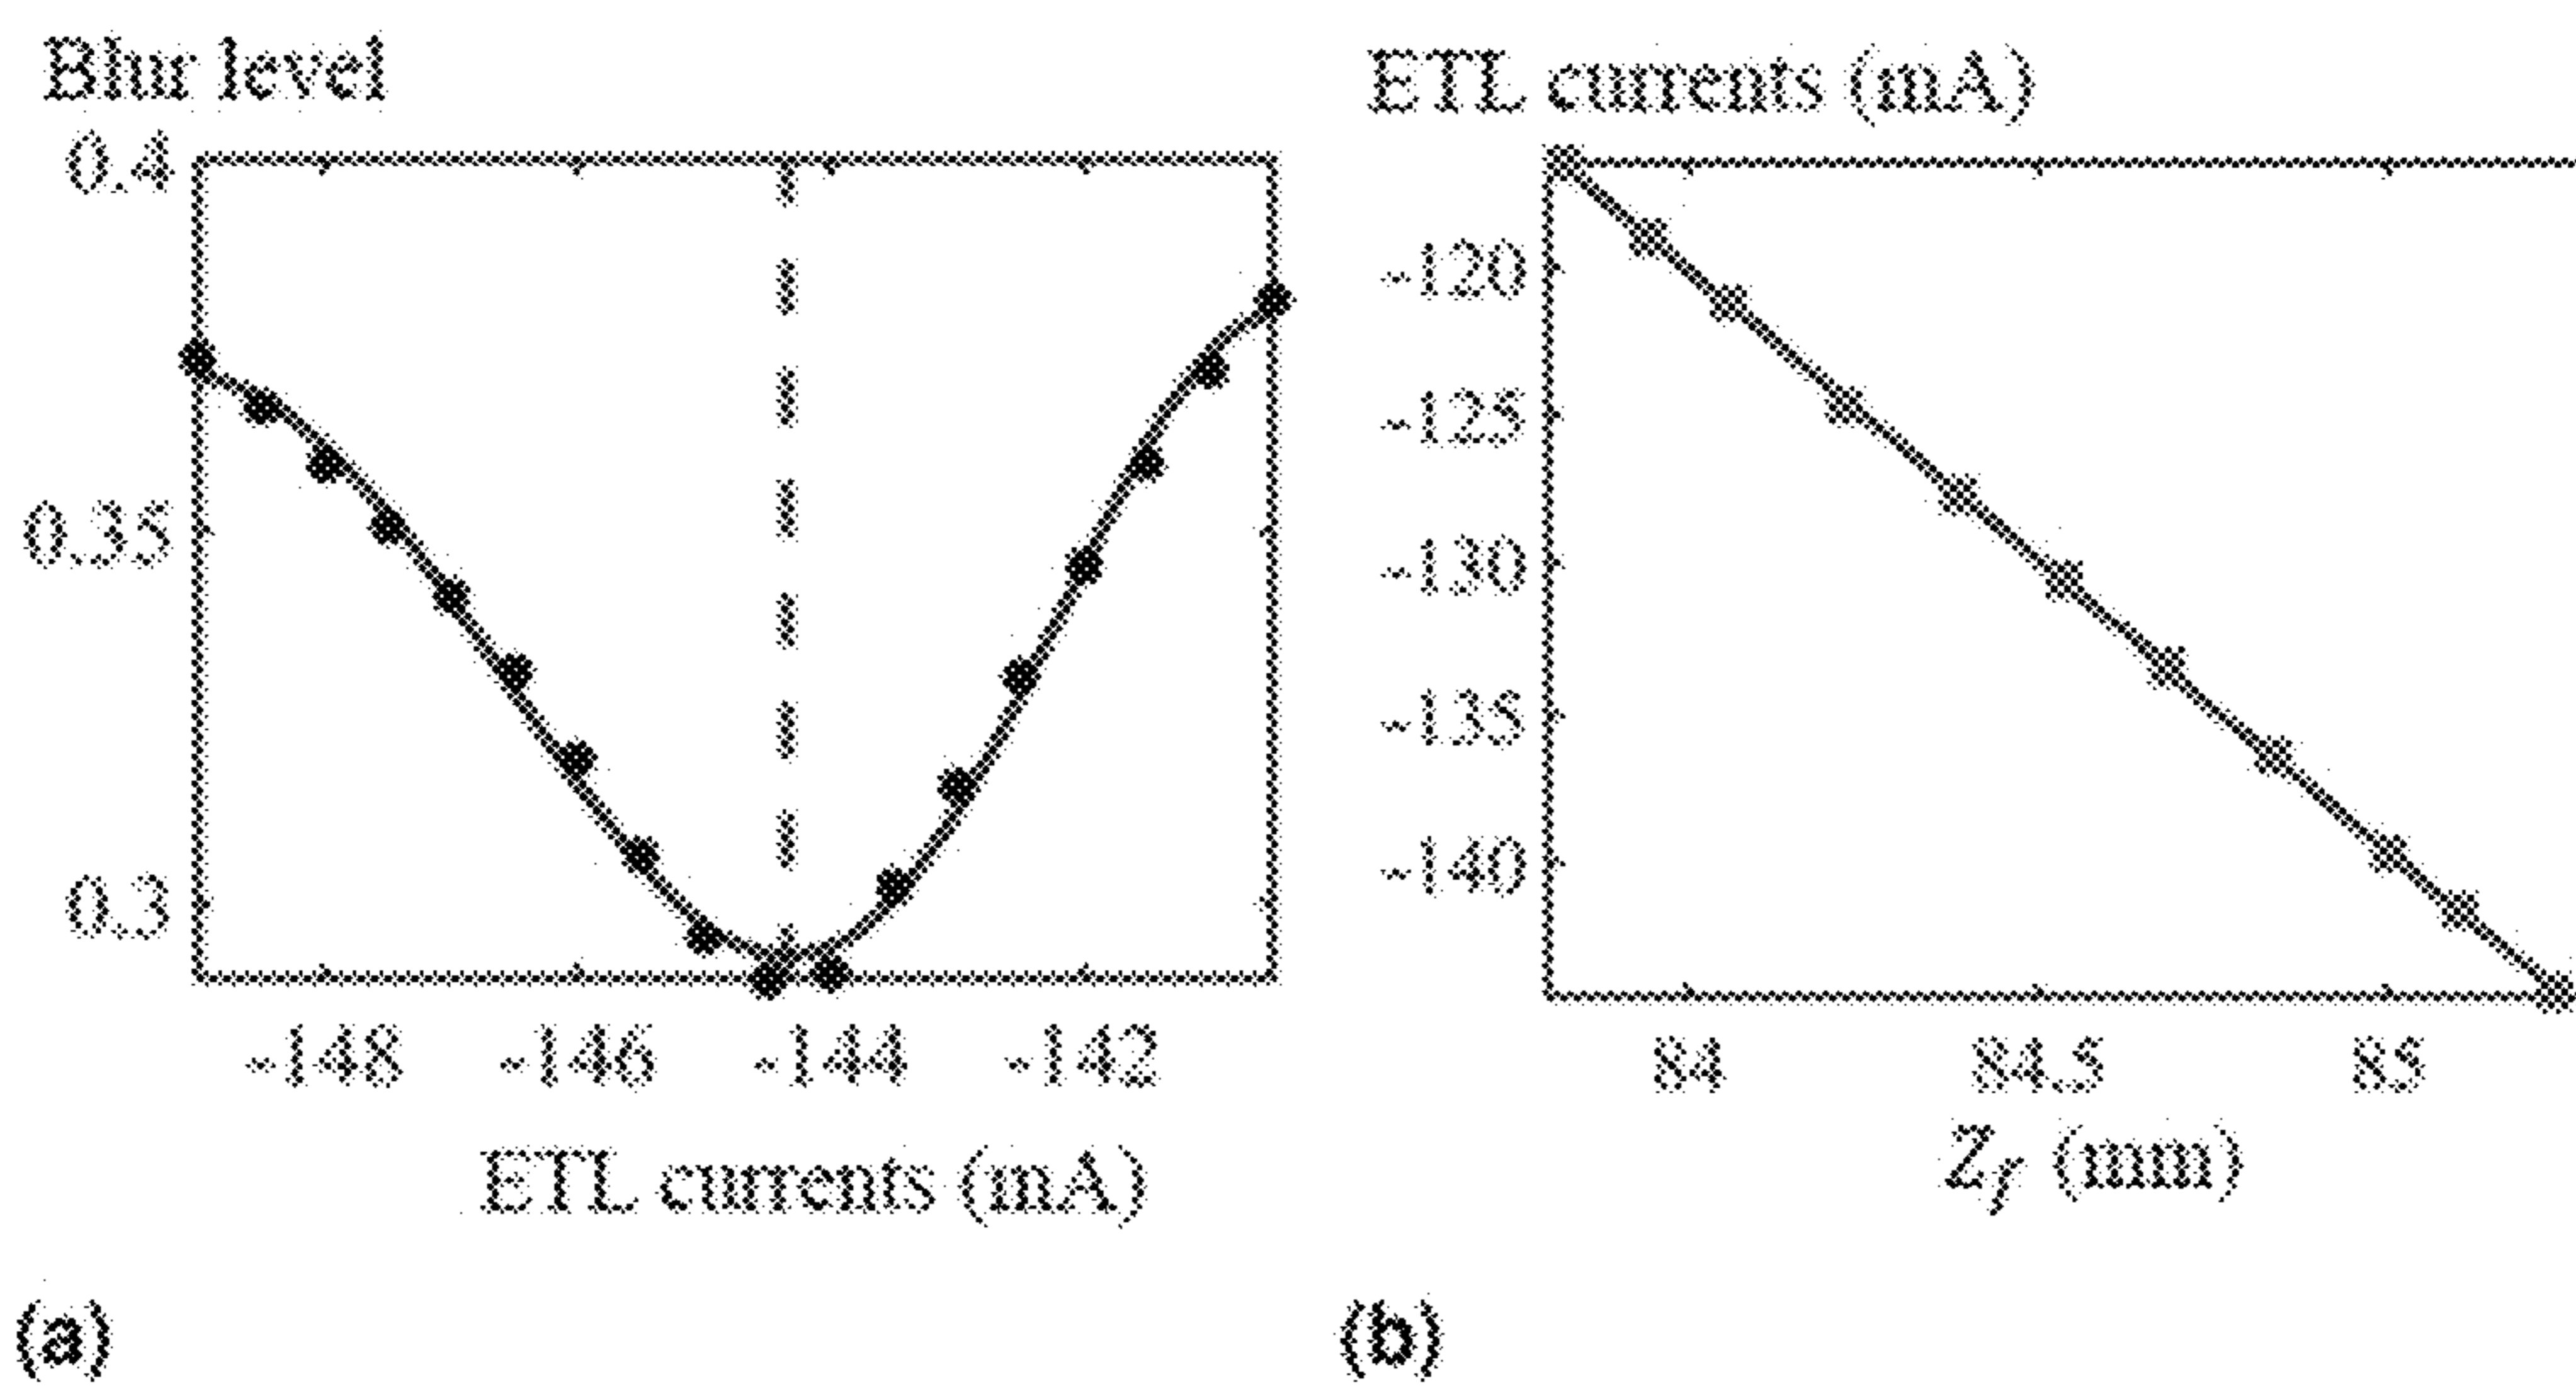 Blur level
0.4
0.35
0.3
-148 -146 -144 -142
ETL currents (mA)
(a)
ETL currents (mA)
-120
-125
-130
-135
-140
84 84.5 85
Zf (mm)
(b)